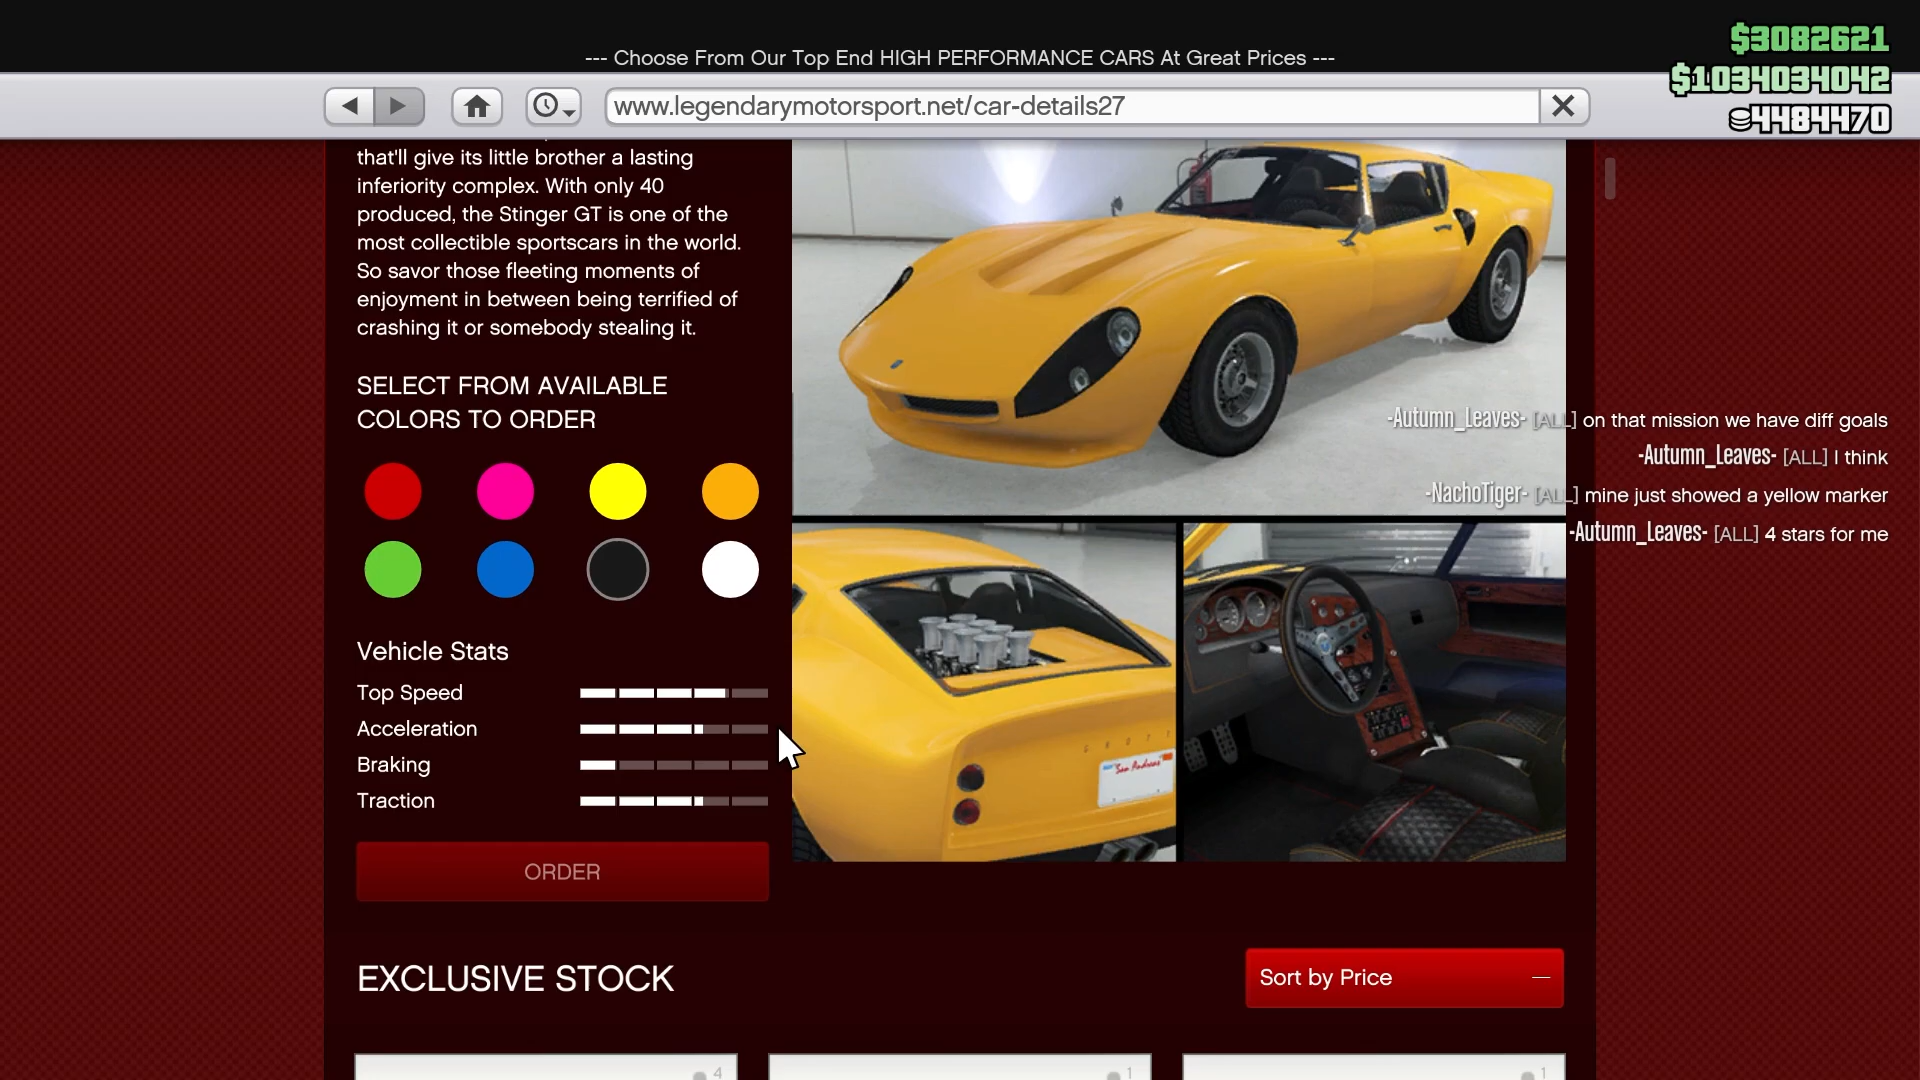 --- Choose From Our Top End HIGH PERFORMANCE CARS At Great Prices ---
$3082621
$1034034042
4484470
www.legendarymotorsport.net/car-details27
that'll give its little brother a lasting
inferiority complex. With only 40
produced, the Stinger GT is one of the
most collectible sportscars in the world.
So savor those fleeting moments of
enjoyment in between being terrified of
crashing it or somebody stealing it.
SELECT FROM AVAILABLE
COLORS TO ORDER
-Autumn_Leaves- [ALL] on that mission we have diff goals
-Autumn_Leaves- [ALL] I think
-NachoTiger- [ALL] mine just showed a yellow marker
-Autumn_Leaves- [ALL] 4 stars for me
Vehicle Stats
Top Speed
Acceleration
Braking
Traction
San Andreas
ORDER
EXCLUSIVE STOCK
Sort by Price
4
1
1